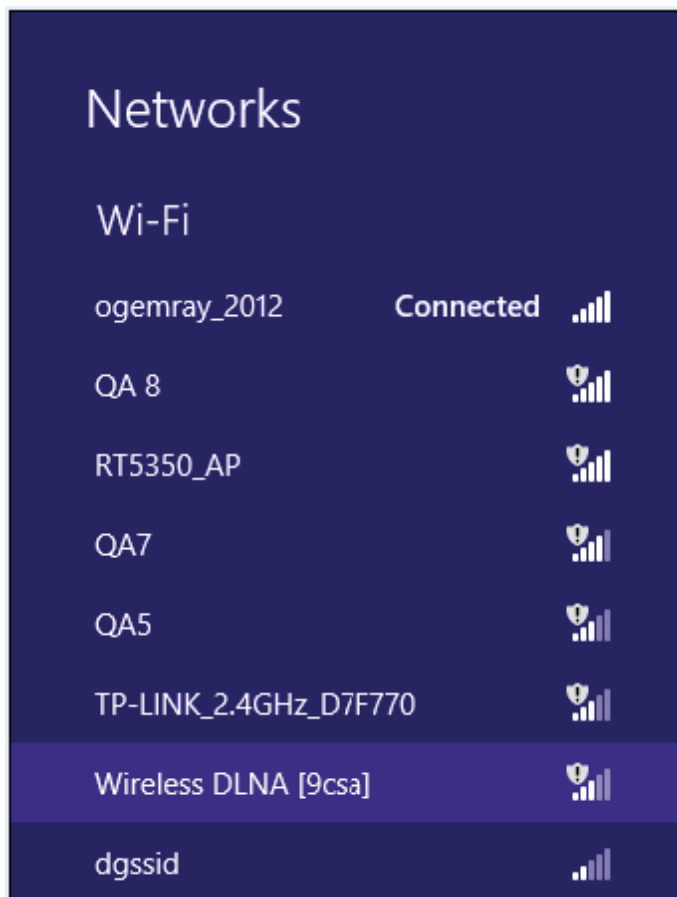 Networks
Wi-Fi
ogemray_2012 Connected
QA 8
RT5350_AP
QA7
QA5
TP-LINK_2.4GHz_D7F770
Wireless DLNA [9csa]
dgssid